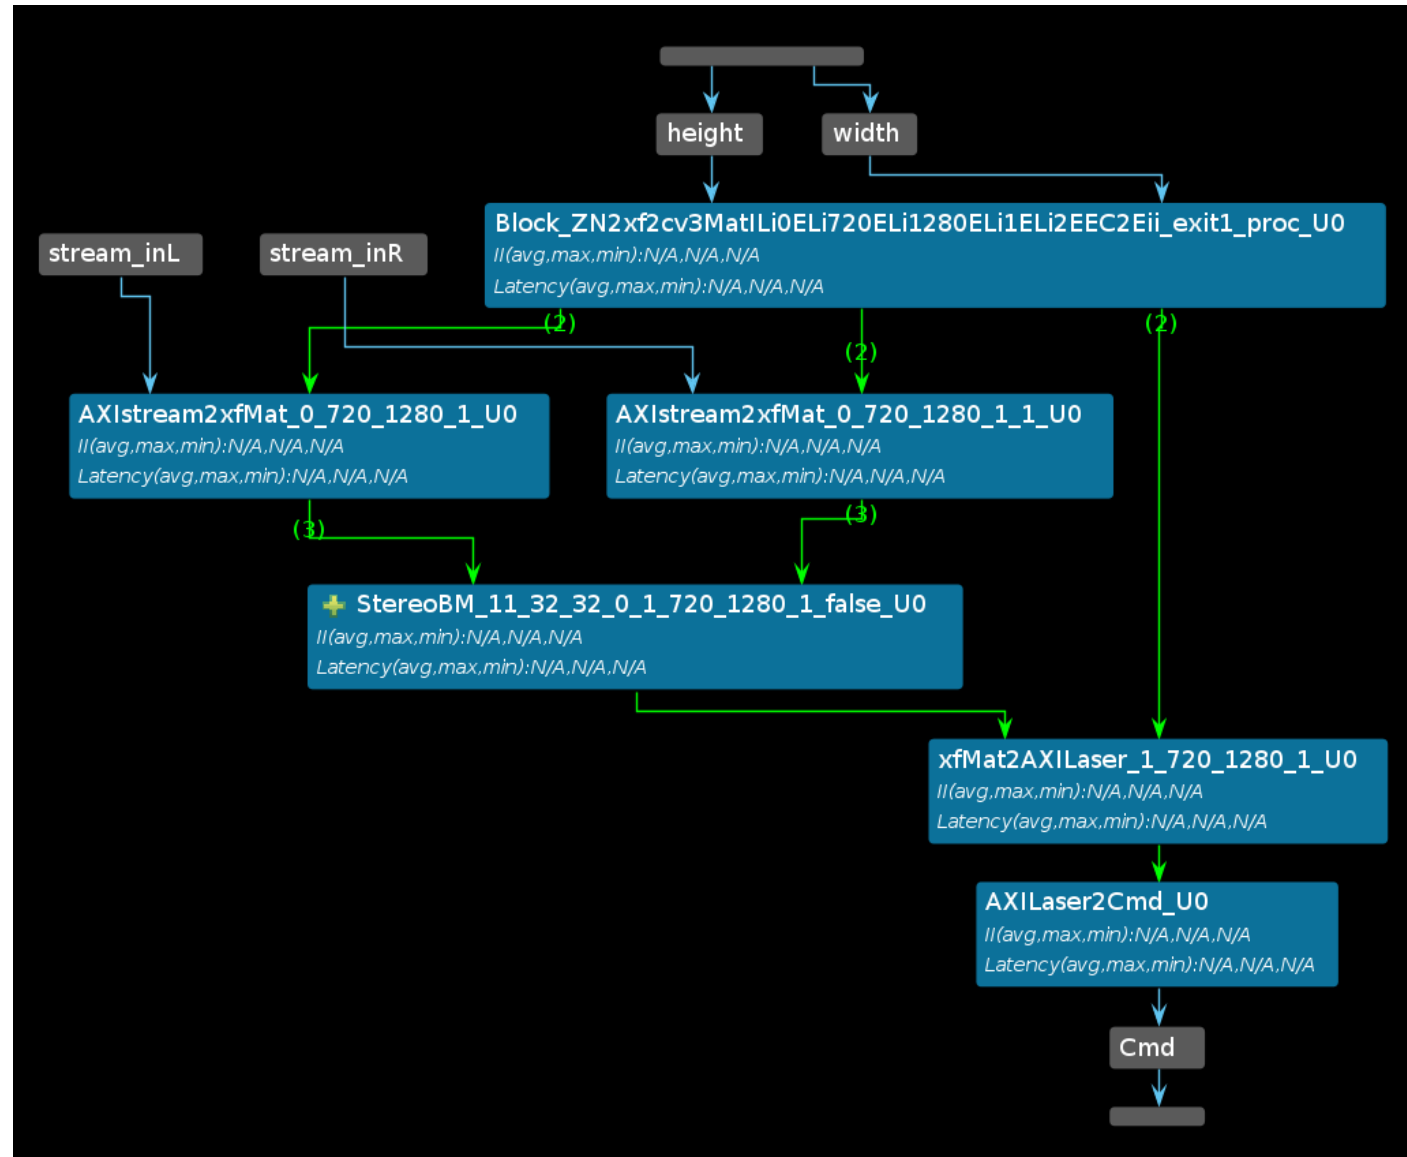 height
width
Block_ZN2xf2cv3MatILi0ELi720ELi1280ELi1ELi2EEC2Eii_exit1_proc_U0
II(avg,max,min):N/A,N/A,N/A
Latency(avg,max,min):N/A,N/A,N/A
stream_inL
stream_inR
(2)
(2)
(2)
AXIstream2xfMat_0_720_1280_1_U0
II(avg,max,min):N/A,N/A,N/A
Latency(avg,max,min):N/A,N/A,N/A
AXIstream2xfMat_0_720_1280_1_1_U0
II(avg,max,min):N/A,N/A,N/A
Latency(avg,max,min):N/A,N/A,N/A
(3)
(3)
StereoBM_11_32_32_0_1_720_1280_1_false_U0
II(avg,max,min):N/A,N/A,N/A
Latency(avg,max,min):N/A,N/A,N/A
xfMat2AXILaser_1_720_1280_1_U0
II(avg,max,min):N/A,N/A,N/A
Latency(avg,max,min):N/A,N/A,N/A
AXILaser2Cmd_U0
II(avg,max,min):N/A,N/A,N/A
Latency(avg,max,min):N/A,N/A,N/A
Cmd